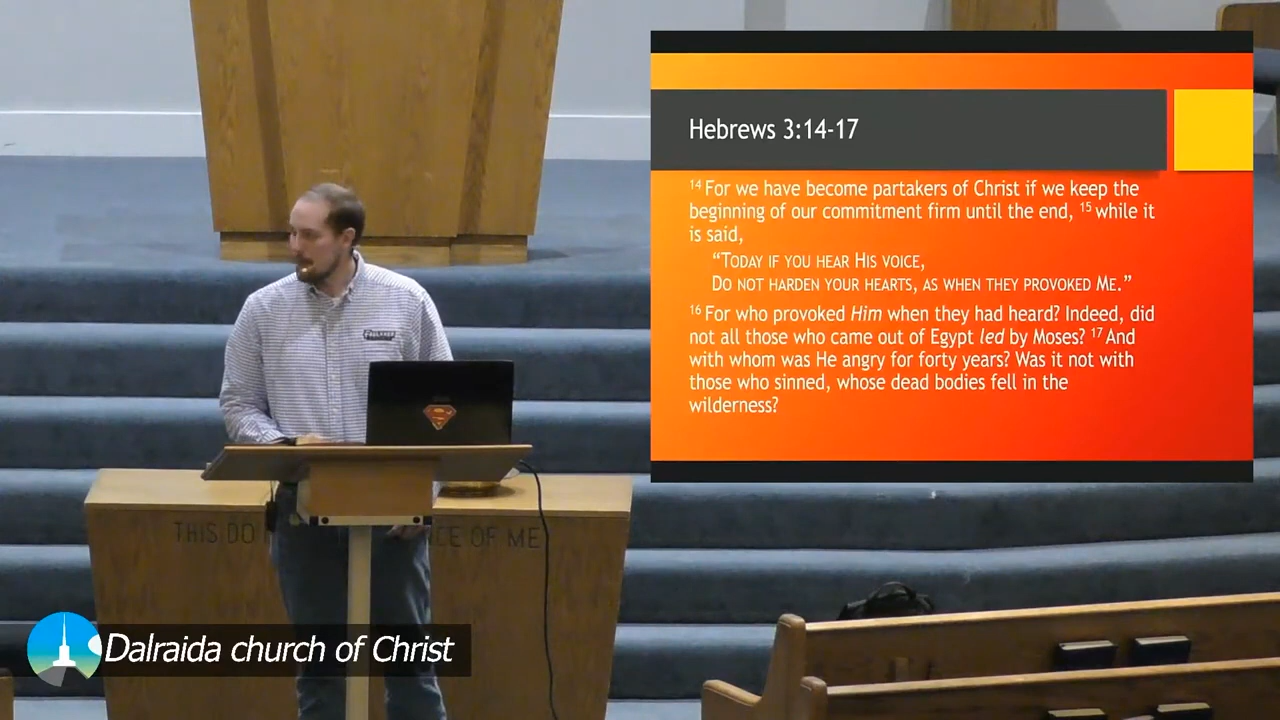 Hebrews 3:14-17
14 For we have become partakers of Christ if we keep the
beginning of our commitment firm until the end, 15 while it
is said,
“TODAY IF YOU HEAR HIS VOICE,
DO NOT HARDEN YOUR HEARTS, AS WHEN THEY PROVOKED ME.”
16 For who provoked Him when they had heard? Indeed, did
not all those who came out of Egypt led by Moses? 17 And
with whom was He angry for forty years? Was it not with
those who sinned, whose dead bodies fell in the
wilderness?
FAULKNER
THIS DO CE OF ME
Dalraida church of Christ